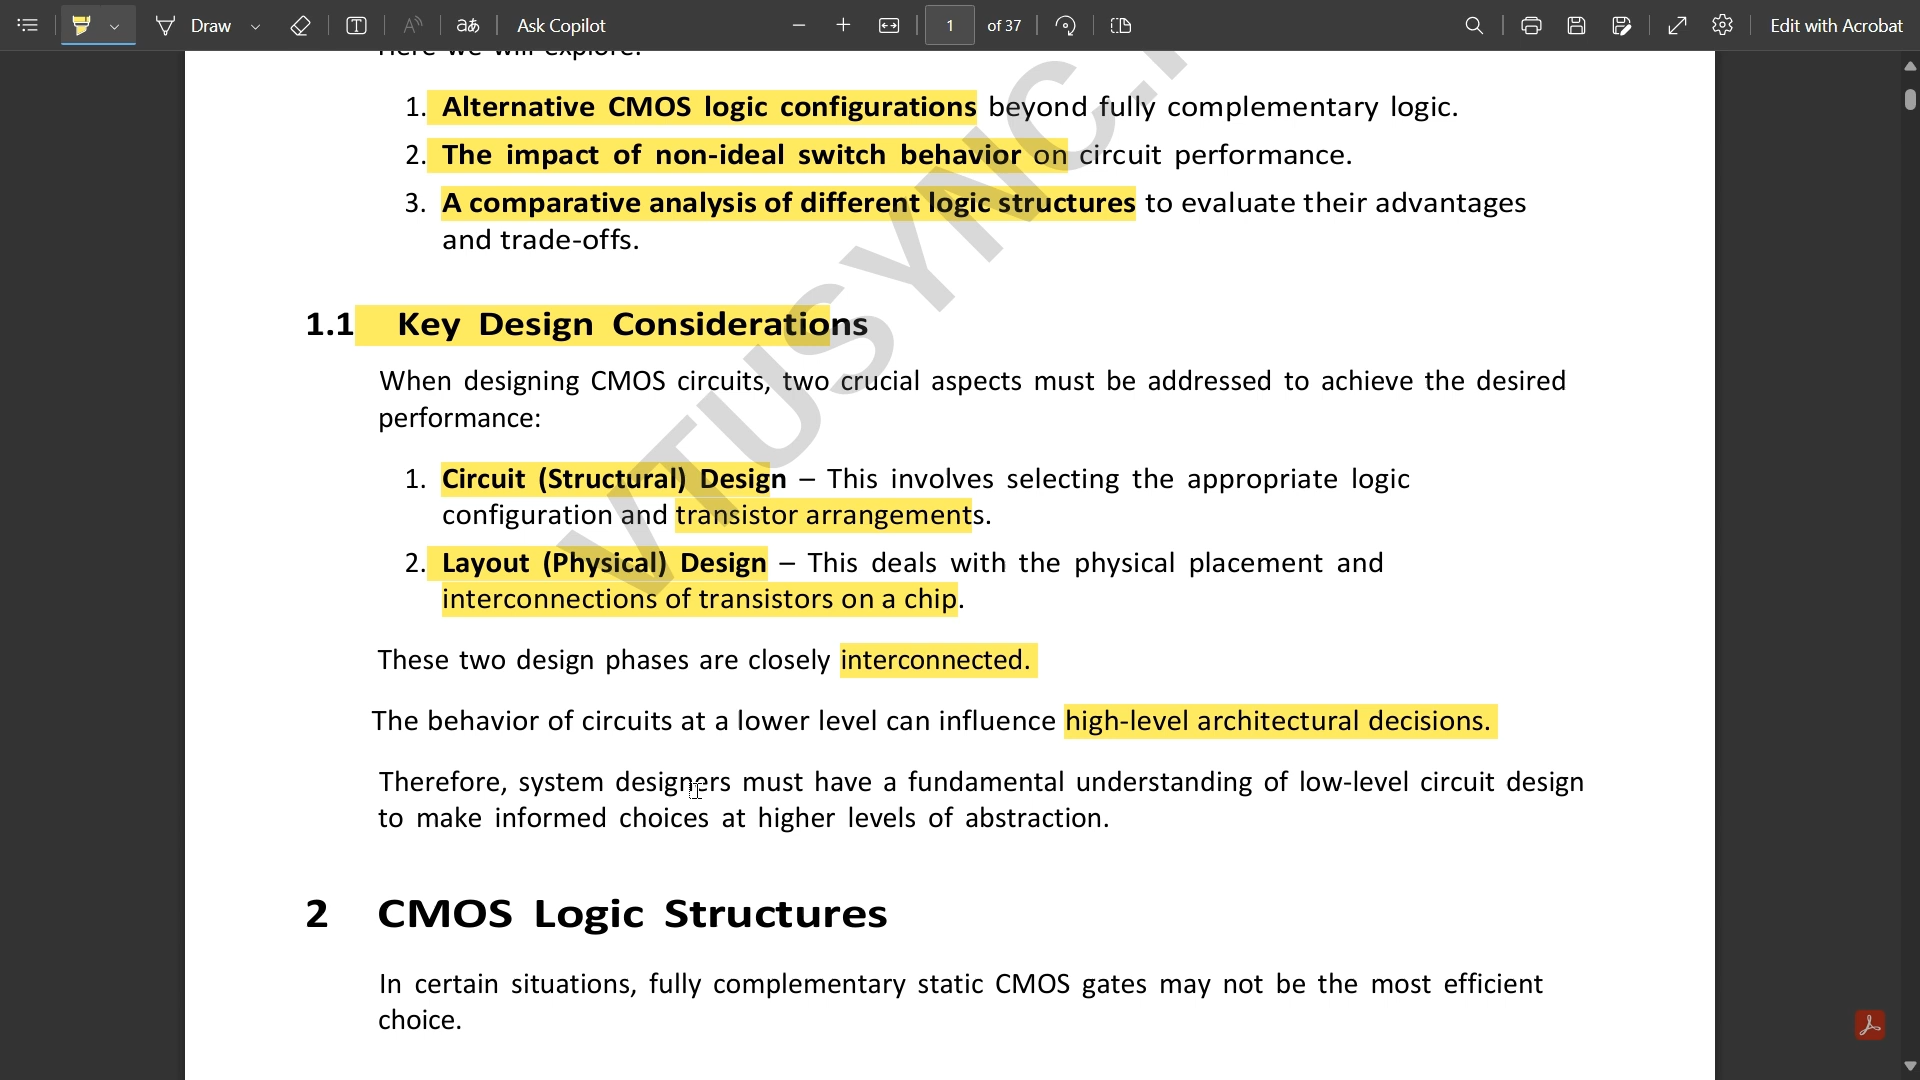 Draw
Ask Copilot
1
of 37
Edit with Acrobat
Here we will explore:
1. Alternative CMOS logic configurations beyond fully complementary logic.
2. The impact of non-ideal switch behavior on circuit performance.
3. A comparative analysis of different logic structures to evaluate their advantages
and trade-offs.
1.1 Key Design Considerations
When designing CMOS circuits, two crucial aspects must be addressed to achieve the desired
performance:
1. Circuit (Structural) Design – This involves selecting the appropriate logic
configuration and transistor arrangements.
2. Layout (Physical) Design – This deals with the physical placement and
interconnections of transistors on a chip.
These two design phases are closely interconnected.
The behavior of circuits at a lower level can influence high-level architectural decisions.
Therefore, system designers must have a fundamental understanding of low-level circuit design
to make informed choices at higher levels of abstraction.
2 CMOS Logic Structures
In certain situations, fully complementary static CMOS gates may not be the most efficient
choice.
VTUSYNC.